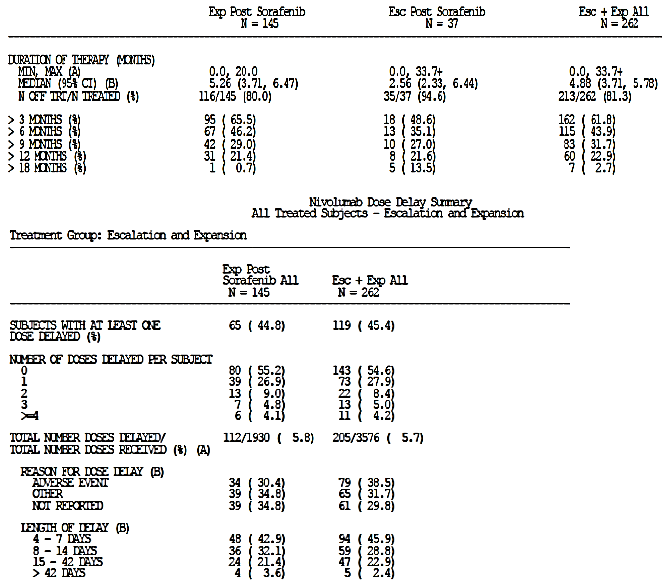 Exp Post Sorafenib Esc Post Sorafenib Esc + Exp All
N = 145 N = 37 N = 262
DURATION OF THERAPY (MONTHS)
MIN, MAX (A) 0.0, 20.0 0.0, 33.7+ 0.0, 33.7+
MEDIAN (95% CI) (B) 5.26 (3.71, 6.47) 2.56 (2.33, 6.44) 4.88 (3.71, 5.78)
N OFF TRT/N TREATED (%) 116/145 (80.0) 35/37 (94.6) 213/262 (81.3)
> 3 MONTHS (%) 95 ( 65.5) 18 ( 48.6) 162 ( 61.8)
> 6 MONTHS (%) 67 ( 46.2) 13 ( 35.1) 115 ( 43.9)
> 9 MONTHS (%) 42 ( 29.0) 10 ( 27.0) 83 ( 31.7)
> 12 MONTHS (%) 31 ( 21.4) 8 ( 21.6) 60 ( 22.9)
> 18 MONTHS (%) 1 ( 0.7) 5 ( 13.5) 7 ( 2.7)
Nivolumab Dose Delay Summary
All Treated Subjects - Escalation and Expansion
Treatment Group: Escalation and Expansion
Exp Post
Sorafenib All Esc + Exp All
N = 145 N = 262
SUBJECTS WITH AT LEAST ONE 65 ( 44.8) 119 ( 45.4)
DOSE DELAYED (%)
NUMBER OF DOSES DELAYED PER SUBJECT
0 80 ( 55.2) 143 ( 54.6)
1 39 ( 26.9) 73 ( 27.9)
2 13 ( 9.0) 22 ( 8.4)
3 7 ( 4.8) 13 ( 5.0)
>=4 6 ( 4.1) 11 ( 4.2)
TOTAL NUMBER DOSES DELAYED/ 112/1930 ( 5.8) 205/3576 ( 5.7)
TOTAL NUMBER DOSES RECEIVED (%) (A)
REASON FOR DOSE DELAY (B)
ADVERSE EVENT 34 ( 30.4) 79 ( 38.5)
OTHER 39 ( 34.8) 65 ( 31.7)
NOT REPORTED 39 ( 34.8) 61 ( 29.8)
LENGTH OF DELAY (B)
4 - 7 DAYS 48 ( 42.9) 94 ( 45.9)
8 - 14 DAYS 36 ( 32.1) 59 ( 28.8)
15 - 42 DAYS 24 ( 21.4) 47 ( 22.9)
> 42 DAYS 4 ( 3.6) 5 ( 2.4)